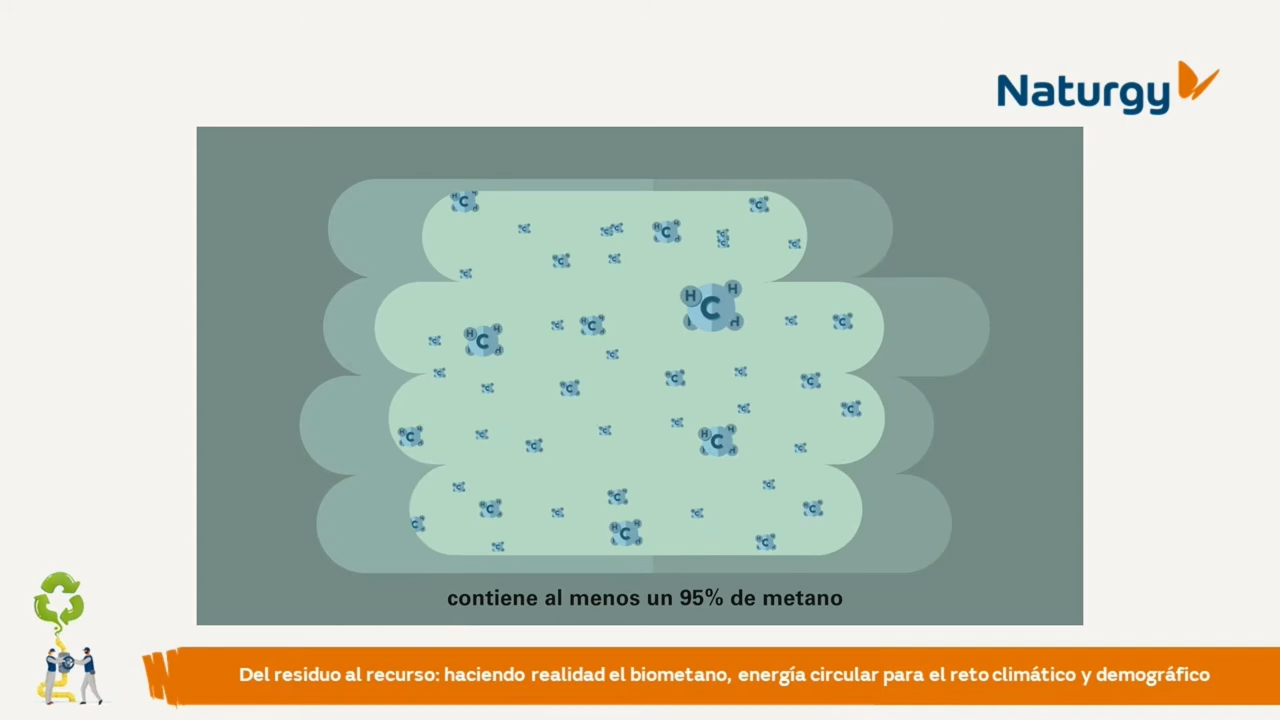 Naturgy
contiene al menos un 95% de metano
Del residuo al recurso: haciendo realidad el biometano, energía circular para el reto climático y demográfico